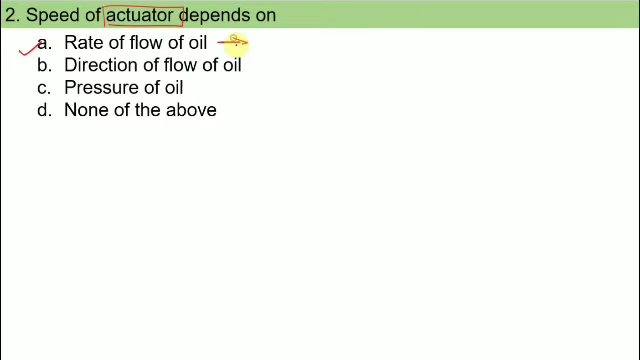 2. Speed of actuator depends on
a. Rate of flow of oil
b. Direction of flow of oil
c. Pressure of oil
d. None of the above